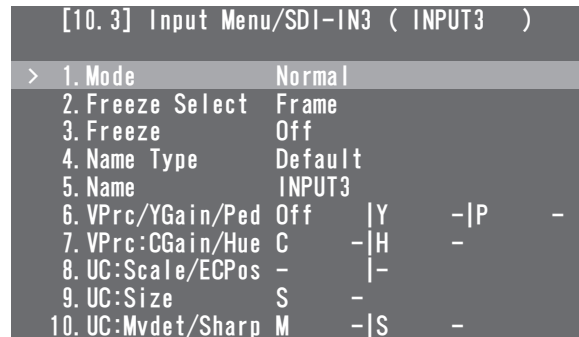 [10.3] Input Menu/SDI-IN3 ( INPUT3 )
> 1.Mode Normal
2.Freeze Select Frame
3.Freeze Off
4.Name Type Default
5.Name INPUT3
6.VPrc/YGain/Ped Off |Y -|P -
7.VPrc:CGain/Hue C -|H -
8.UC:Scale/ECPos - |-
9.UC:Size S -
10.UC:Mvdet/Sharp M -|S -